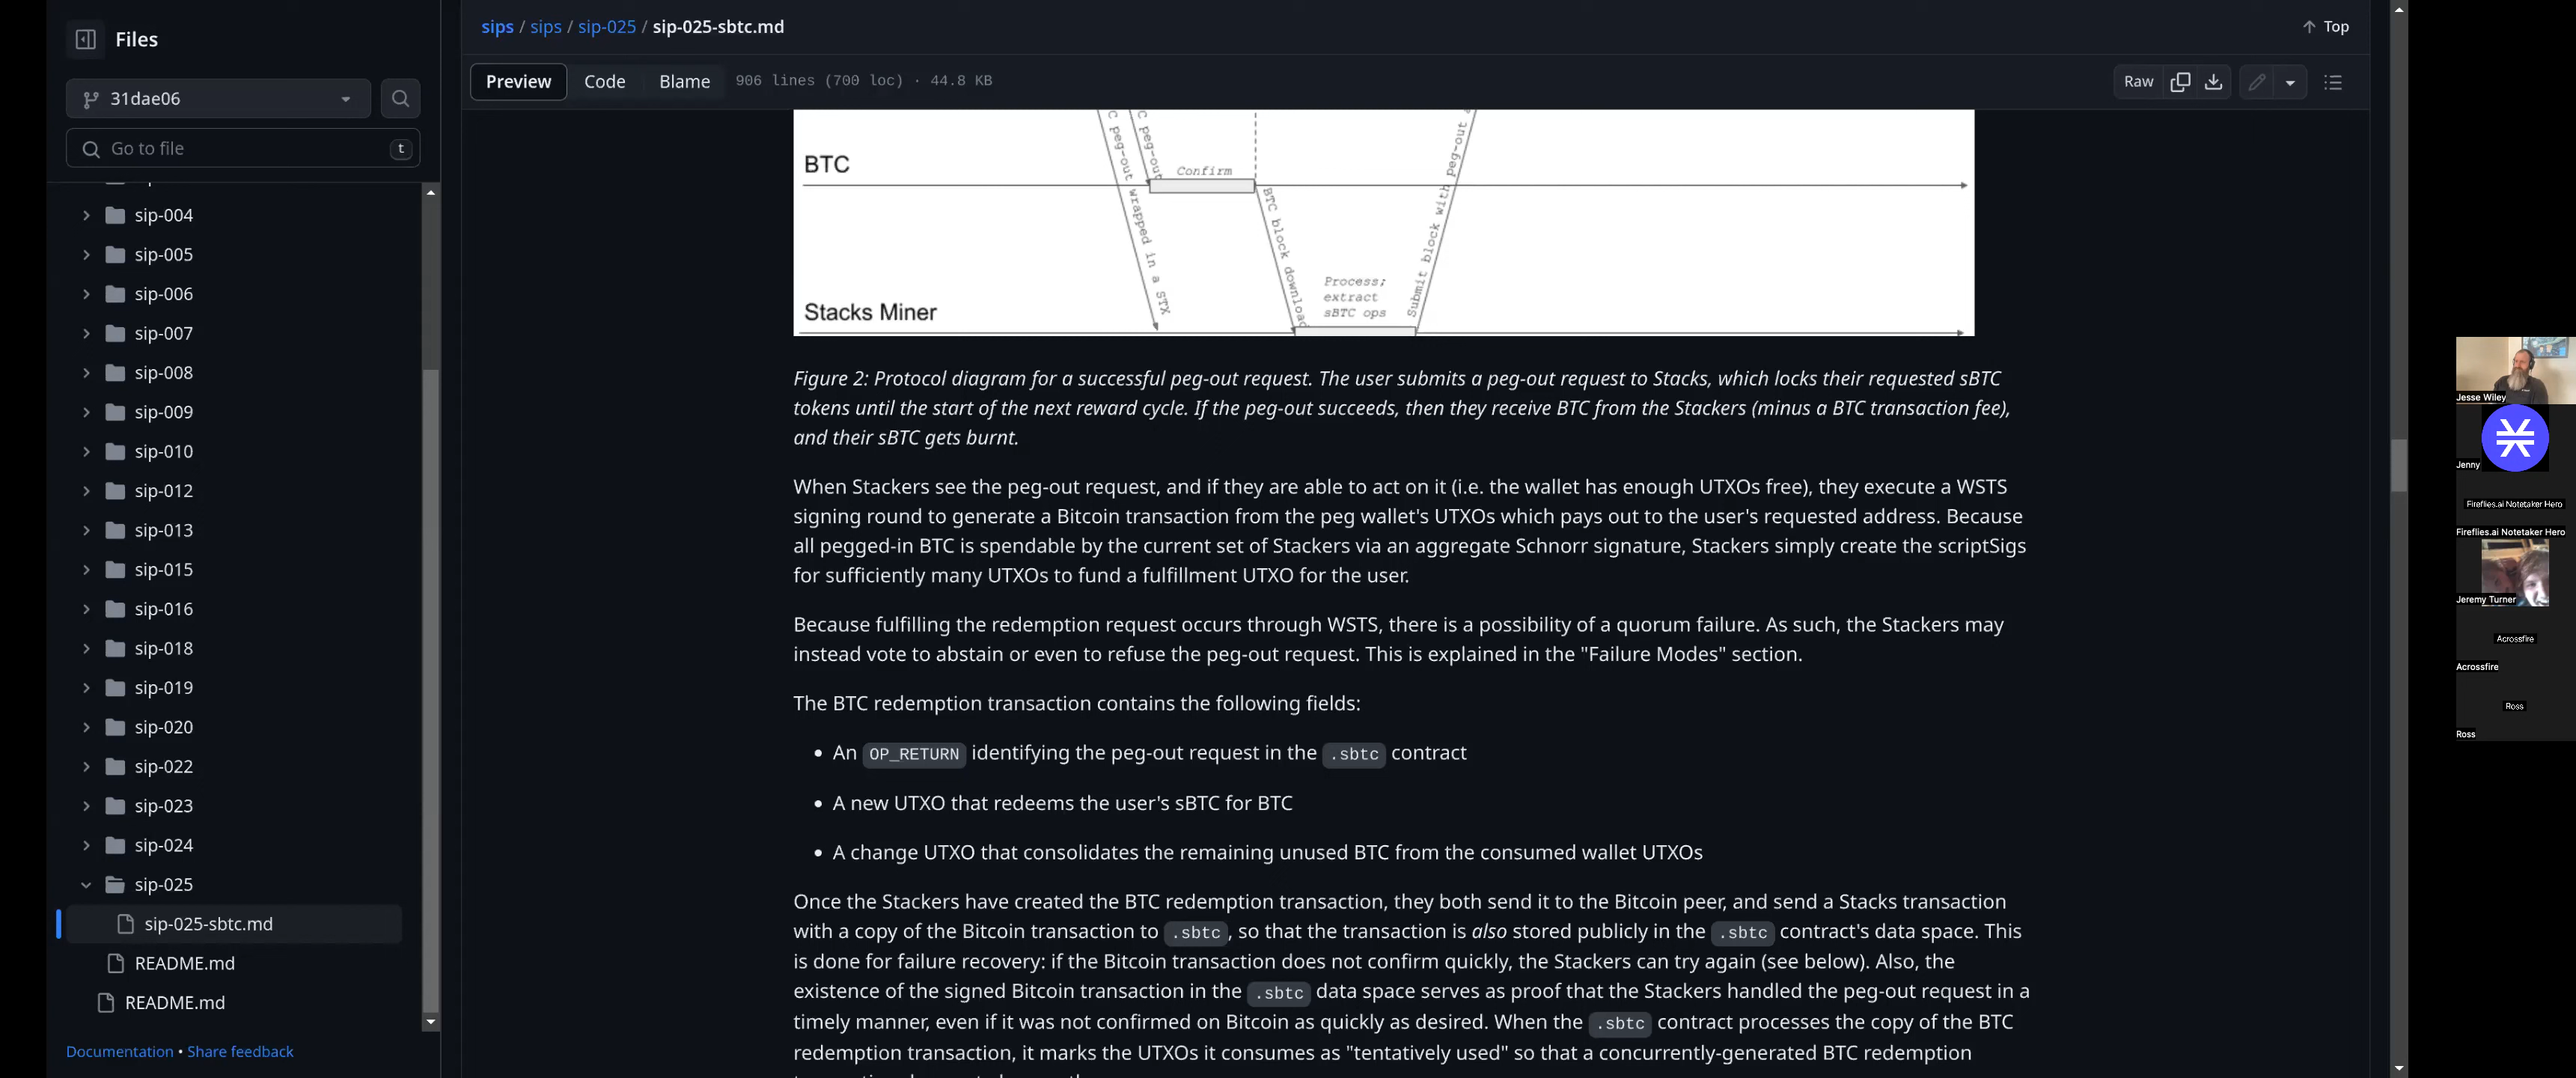 Files
31dae06
Go to file
t
sip-004
sip-005
sip-006
sip-007
sip-008
sip-009
sip-010
sip-012
sip-013
sip-015
sip-016
sip-018
sip-019
sip-020
sip-022
sip-023
sip-024
sip-025
sip-025-sbtc.md
README.md
README.md
Documentation • Share feedback
sips / sips / sip-025 / sip-025-sbtc.md
Top
Preview
Code
Blame
906 lines (700 loc) · 44.8 KB
Raw
BTC
Stacks Miner
C peg-out wrapped in a STX
C peg-out
Confirm
BTC block download
Process;
extract
sBTC ops
Submit block with peg-out
Figure 2: Protocol diagram for a successful peg-out request. The user submits a peg-out request to Stacks, which locks their requested sBTC
tokens until the start of the next reward cycle. If the peg-out succeeds, then they receive BTC from the Stackers (minus a BTC transaction fee),
and their sBTC gets burnt.
When Stackers see the peg-out request, and if they are able to act on it (i.e. the wallet has enough UTXOs free), they execute a WSTS
signing round to generate a Bitcoin transaction from the peg wallet's UTXOs which pays out to the user's requested address. Because
all pegged-in BTC is spendable by the current set of Stackers via an aggregate Schnorr signature, Stackers simply create the scriptSigs
for sufficiently many UTXOs to fund a fulfillment UTXO for the user.
Because fulfilling the redemption request occurs through WSTS, there is a possibility of a quorum failure. As such, the Stackers may
instead vote to abstain or even to refuse the peg-out request. This is explained in the "Failure Modes" section.
The BTC redemption transaction contains the following fields:
• An OP_RETURN identifying the peg-out request in the .sbtc contract
• A new UTXO that redeems the user's sBTC for BTC
• A change UTXO that consolidates the remaining unused BTC from the consumed wallet UTXOs
Once the Stackers have created the BTC redemption transaction, they both send it to the Bitcoin peer, and send a Stacks transaction
with a copy of the Bitcoin transaction to .sbtc, so that the transaction is also stored publicly in the .sbtc contract's data space. This
is done for failure recovery: if the Bitcoin transaction does not confirm quickly, the Stackers can try again (see below). Also, the
existence of the signed Bitcoin transaction in the .sbtc data space serves as proof that the Stackers handled the peg-out request in a
timely manner, even if it was not confirmed on Bitcoin as quickly as desired. When the .sbtc contract processes the copy of the BTC
redemption transaction, it marks the UTXOs it consumes as "tentatively used" so that a concurrently-generated BTC redemption
Jesse Wiley
Jenny
Fireflies.ai Notetaker Hero
Fireflies.ai Notetaker Hero
Jeremy Turner
Acrossfire
Acrossfire
Ross
Ross